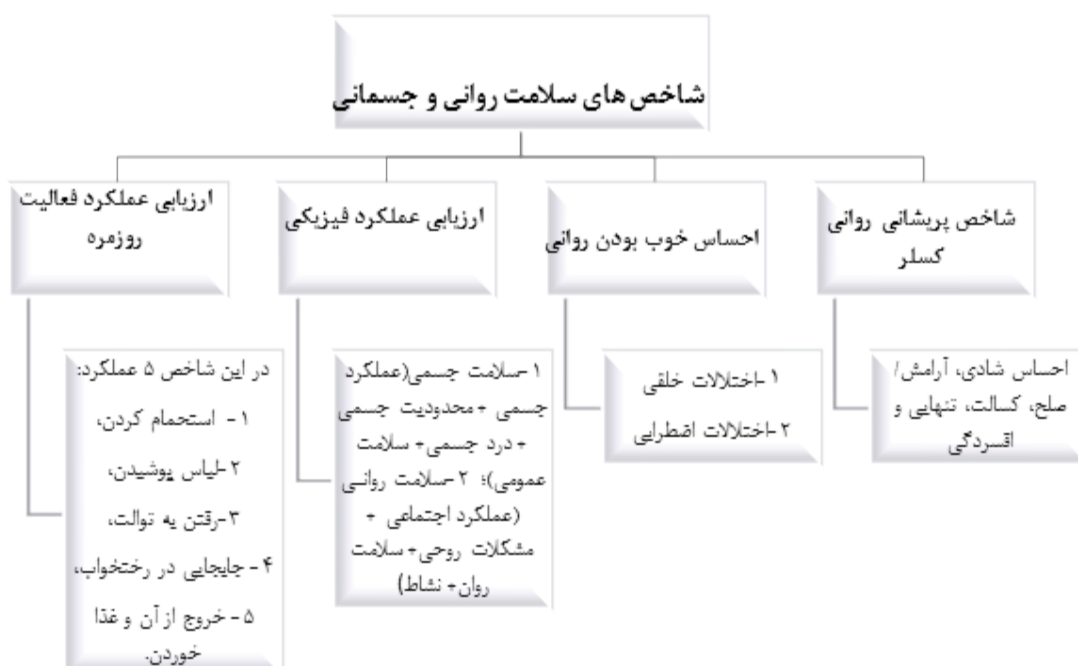 شاخص های سلامت روانی و جسمانی
شاخص پریشانی روانی
کسلر
احساس شادی، آرامش/
صلح، کسالت، تنهایی و
افسردگی
احساس خوب بودن روانی
۱-اختلالات خلقی
۲-اختلالات اضطرابی
ارزیابی عملکرد فیزیکی
۱-سلامت جسمی(عملکرد
جسمی +محدودیت جسمی
+ درد جسمی+ سلامت
عمومی)؛ ۲-سلامت روانی
(عملکرد اجتماعی +
مشکلات روحی+ سلامت
روان+ نشاط)
ارزیابی عملکرد فعالیت
روزمره
در این شاخص ۵ عملکرد:
۱- استحمام کردن،
۲-لباس پوشیدن،
۳-رفتن به توالت،
۴- جابجایی در رختخواب،
۵- خروج از آن و غذا
خوردن.